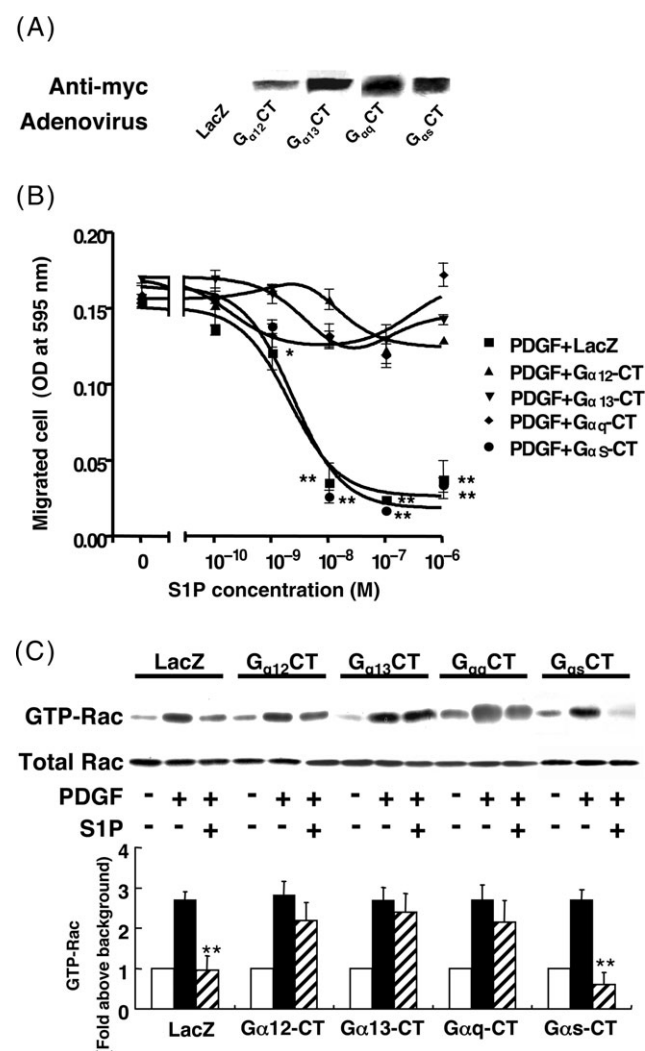 (A)
Anti-myc
Adenovirus
LacZ Gα12CT Gα13CT GαqCT GαsCT
(B)
Migrated cell (OD at 595 nm)
0.20
0.15
0.10
0.05
0.00
*
** ** ** ** ** **
0 10⁻¹⁰ 10⁻⁹ 10⁻⁸ 10⁻⁷ 10⁻⁶
S1P concentration (M)
PDGF+LacZ
PDGF+Gα12-CT
PDGF+Gα13-CT
PDGF+Gαq-CT
PDGF+Gαs-CT
(C)
LacZ Gα12CT Gα13CT GαqCT GαsCT
GTP-Rac
Total Rac
PDGF - + + - + + - + + - + + - + +
S1P - - + - - + - - + - - + - - +
GTP-Rac
(Fold above background)
4
3
2
1
0
** **
LacZ Gα12-CT Gα13-CT Gαq-CT Gαs-CT